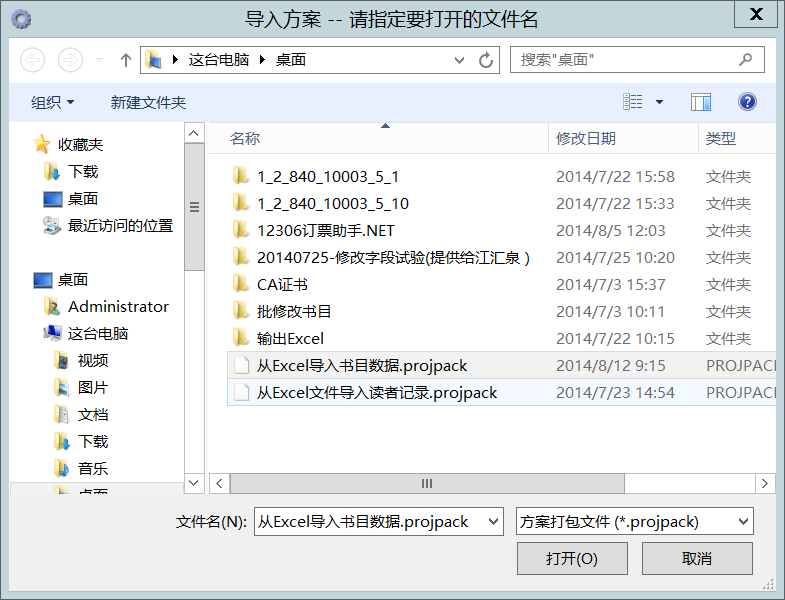 导入方案 -- 请指定要打开的文件名
X
这台电脑 桌面
搜索"桌面"
组织 新建文件夹
?
收藏夹
下载
桌面
最近访问的位置
桌面
Administrator
这台电脑
视频
图片
文档
下载
音乐
桌面
名称 修改日期 类型
1_2_840_10003_5_1 2014/7/22 15:58 文件夹
1_2_840_10003_5_10 2014/7/22 15:33 文件夹
12306订票助手.NET 2014/8/5 12:03 文件夹
20140725-修改字段试验(提供给江汇泉 ) 2014/7/25 10:20 文件夹
CA证书 2014/7/3 15:37 文件夹
批修改书目 2014/7/3 10:11 文件夹
输出Excel 2014/7/22 10:15 文件夹
从Excel导入书目数据.projpack 2014/8/12 9:15 PROJPACK
从Excel文件导入读者记录.projpack 2014/7/23 14:54 PROJPACK
文件名(N): 从Excel导入书目数据.projpack 方案打包文件 (*.projpack)
打开(O) 取消